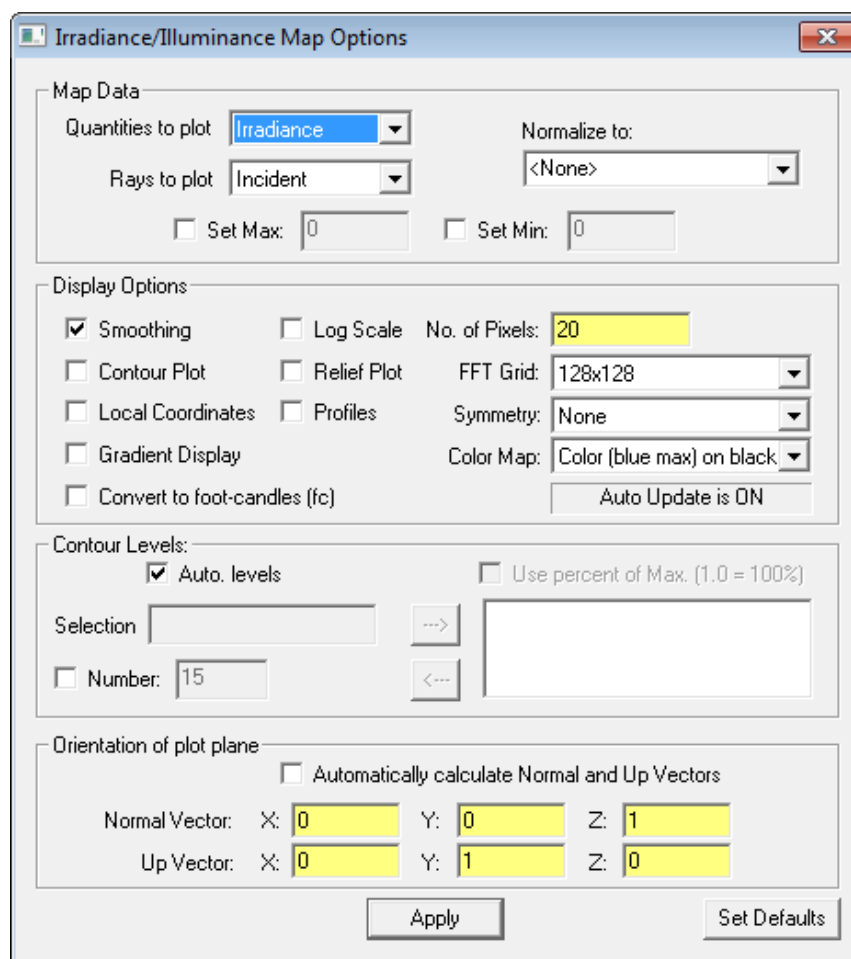 Irradiance/Illuminance Map Options
Map Data
Quantities to plot Irradiance Normalize to:
Rays to plot Incident <None>
Set Max: 0 Set Min: 0
Display Options
Smoothing Log Scale No. of Pixels: 20
Contour Plot Relief Plot FFT Grid: 128x128
Local Coordinates Profiles Symmetry: None
Gradient Display Color Map: Color (blue max) on black
Convert to foot-candles (fc) Auto Update is ON
Contour Levels:
Auto. levels Use percent of Max. (1.0 = 100%)
Selection --->
Number: 15 <---
Orientation of plot plane
Automatically calculate Normal and Up Vectors
Normal Vector: X: 0 Y: 0 Z: 1
Up Vector: X: 0 Y: 1 Z: 0
Apply Set Defaults